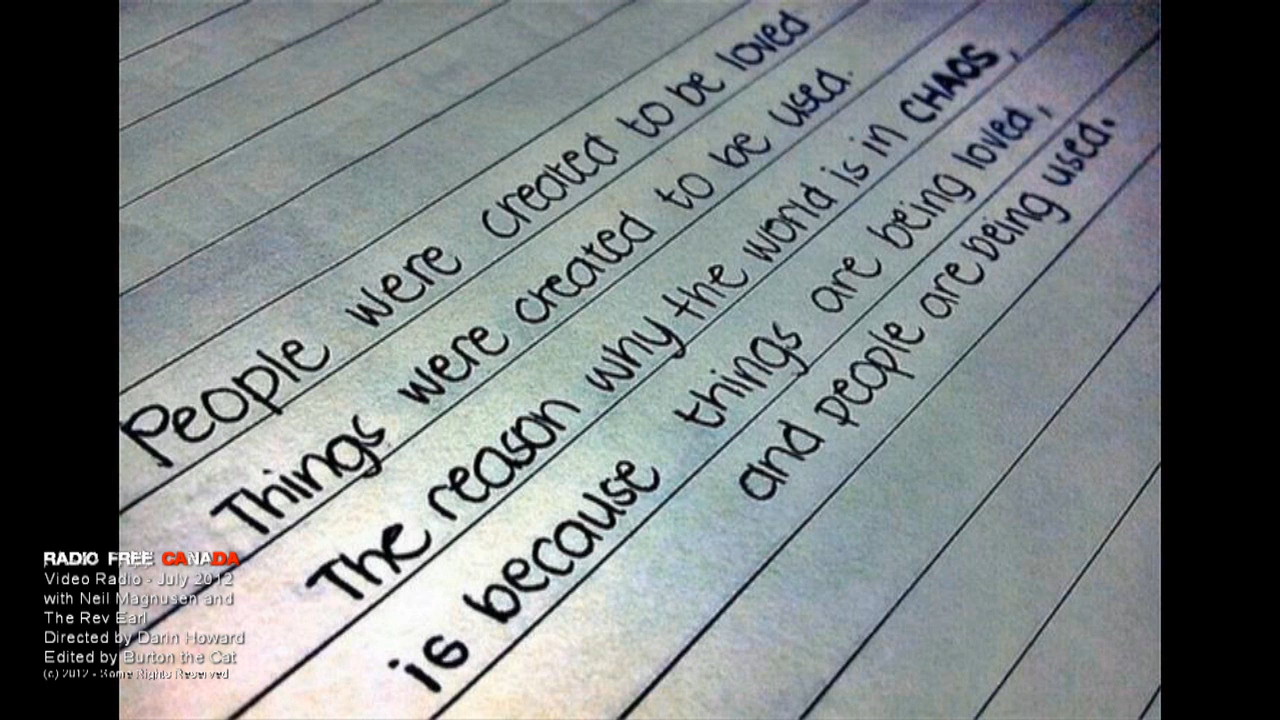 People were created to be loved
Things were created to be used.
The reason why the world is in CHAOS,
is because things are being loved,
and people are being used.
RADIO FREE CANADA
Video Radio - July 2012
with Neil Magnusen and
The Rev Earl
Directed by Darin Howard
Edited by Burton the Cat
(c) 2012 - Some Rights Reserved